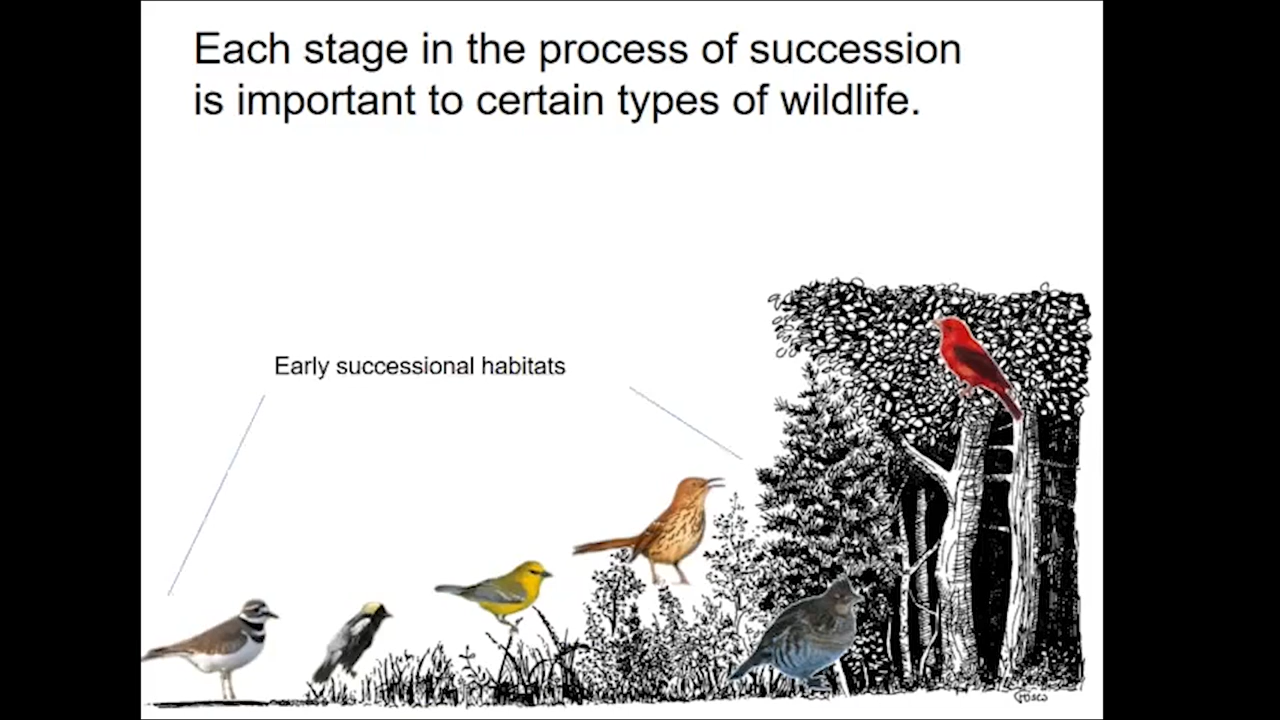 Each stage in the process of succession
is important to certain types of wildlife.
Early successional habitats